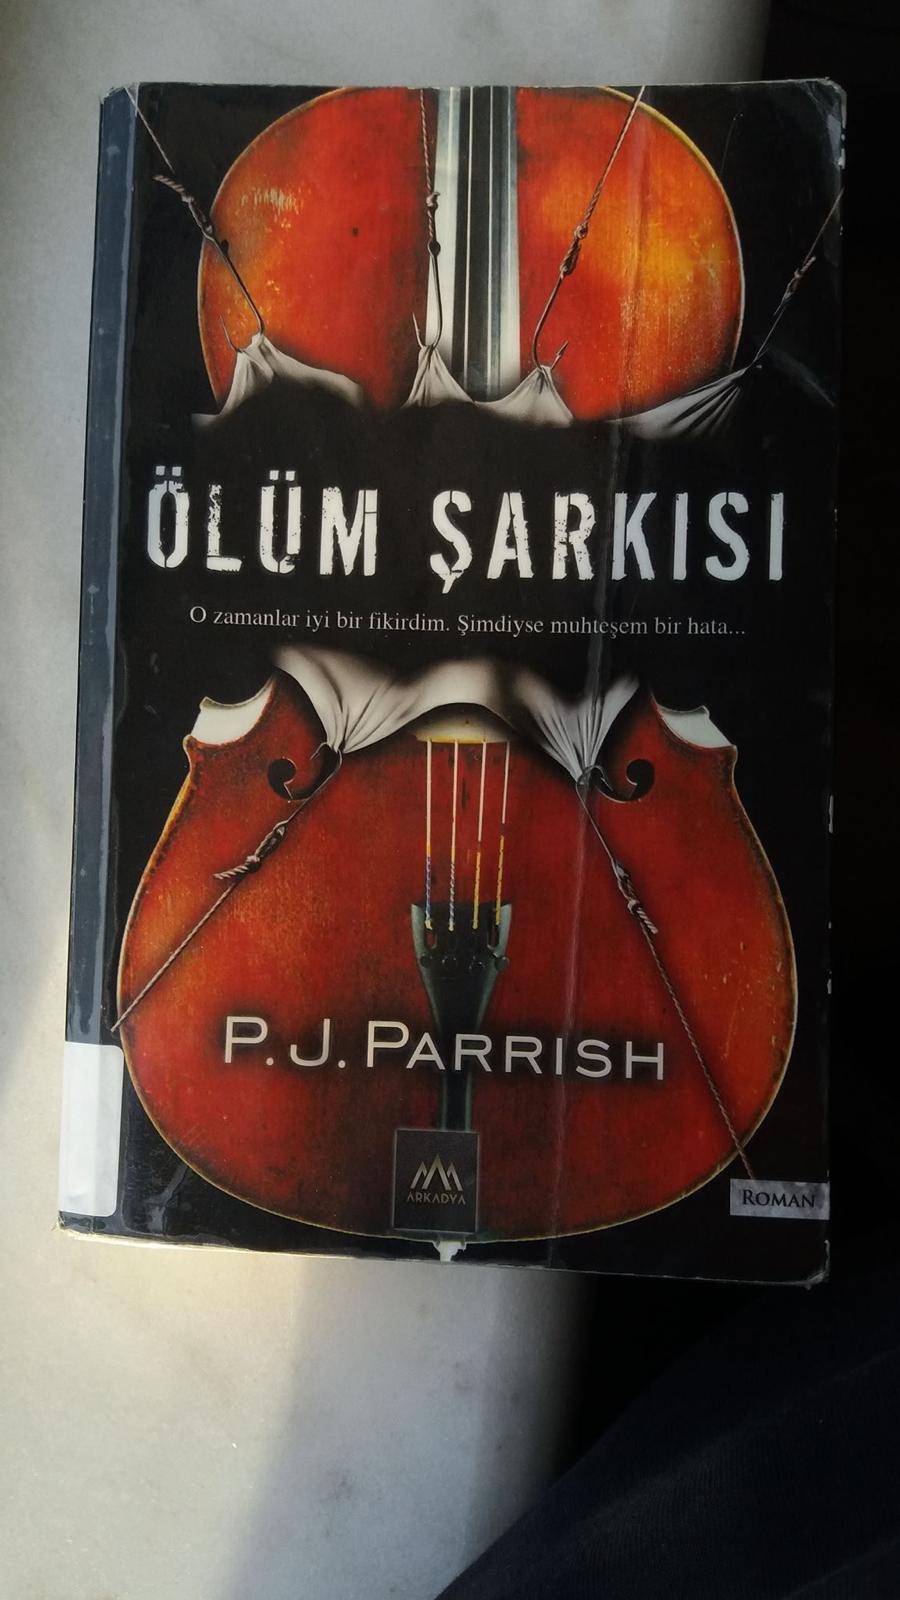 ÖLÜM ŞARKISI
O zamanlar iyi bir fikirdim. Şimdiyse muhteşem bir hata...
P.J. PARRISH
ARKADYA
ROMAN